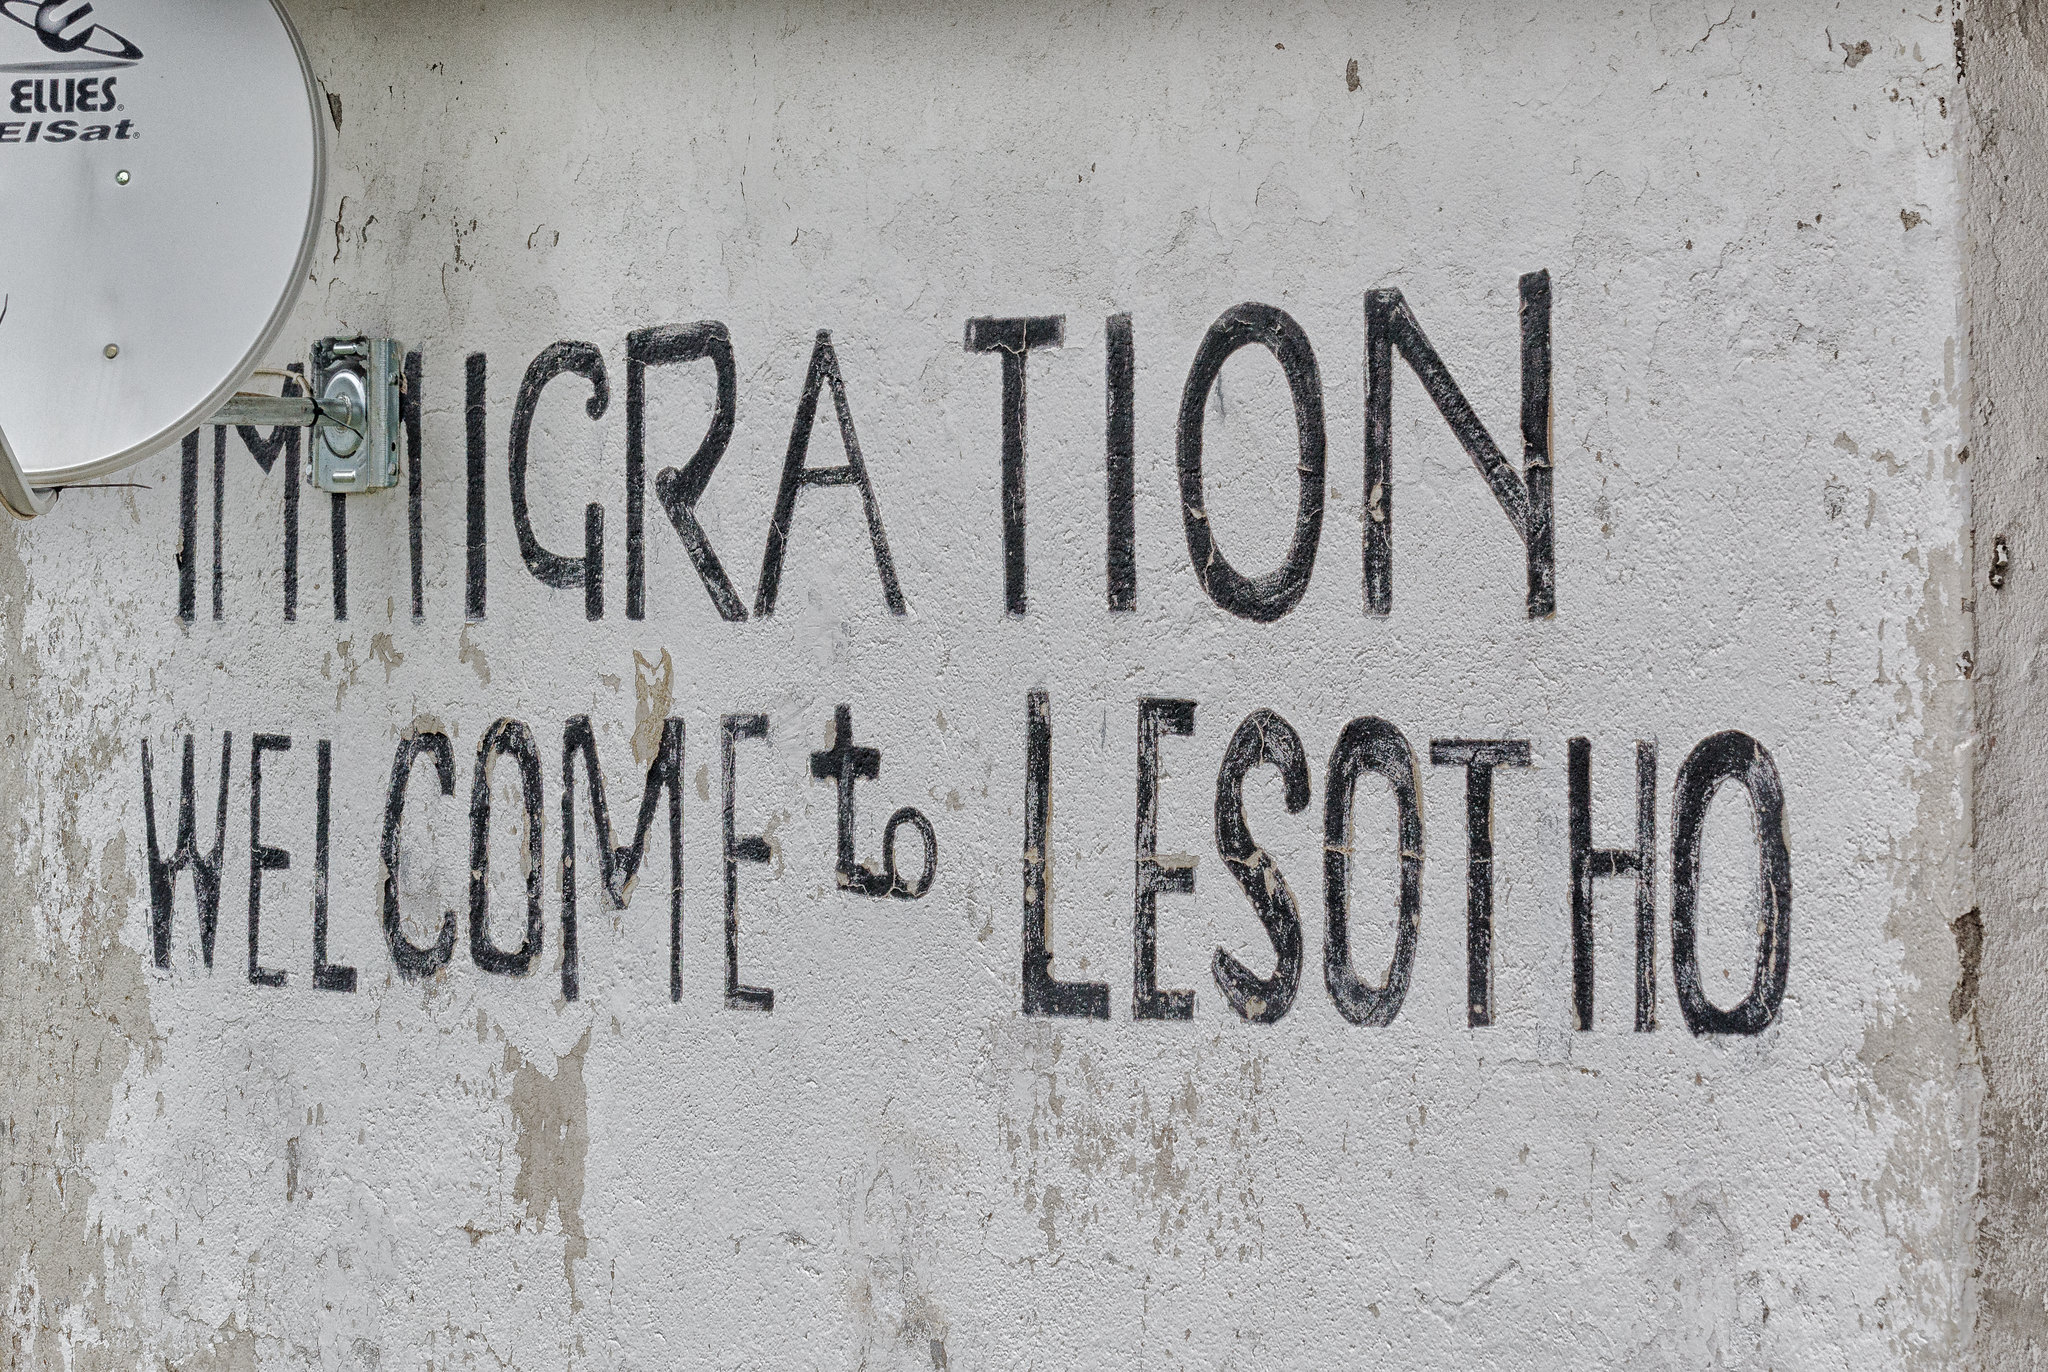 ELLIES
ElSat
IMMIGRATION
WELCOME to LESOTHO